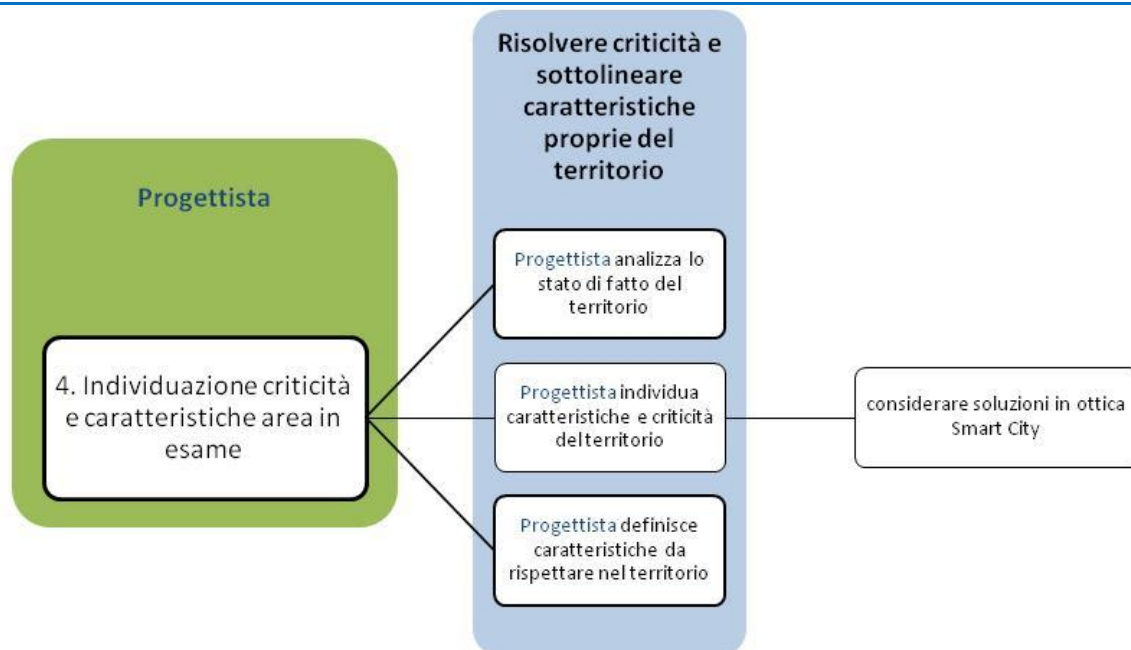 Progettista
4. Individuazione criticità
e caratteristiche area in
esame
Risolvere criticità e
sottolineare
caratteristiche
proprie del
territorio
Progettista analizza lo
stato di fatto del
territorio
Progettista individua
caratteristiche e criticità
del territorio
Progettista definisce
caratteristiche da
rispettare nel territorio
considerare soluzioni in ottica
Smart City